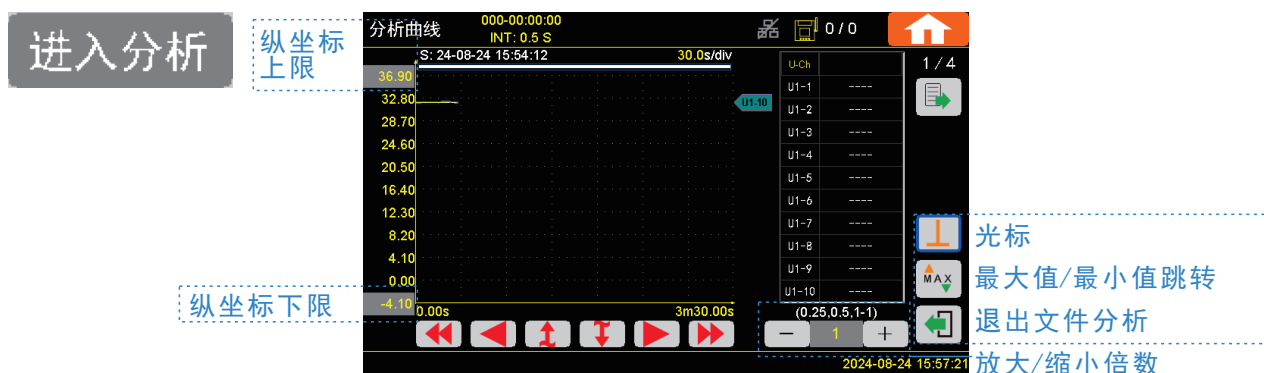 进入分析
纵坐标
上限
纵坐标下限
分析曲线
000-00:00:00
INT: 0.5 S
0/0
S: 24-08-24 15:54:12
30.0s/div
36.90
32.80
28.70
24.60
20.50
16.40
12.30
8.20
4.10
0.00
-4.10
U1-10
0.00s
3m30.00s
U-Ch
U1-1 ----
U1-2 ----
U1-3 ----
U1-4 ----
U1-5 ----
U1-6 ----
U1-7 ----
U1-8 ----
U1-9 ----
U1-10 ----
(0.25,0.5,1-1)
− 1 +
1/4
MAX
2024-08-24 15:57:21
光标
最大值/最小值跳转
退出文件分析
放大/缩小倍数